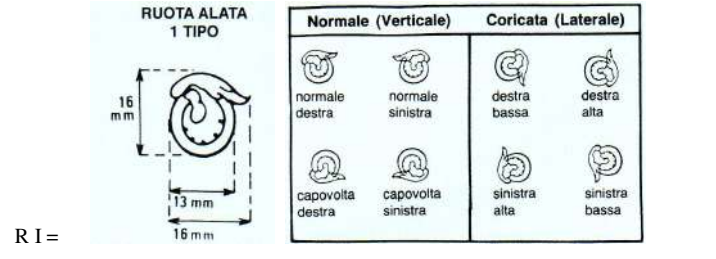 RUOTA ALATA
1 TIPO
16
mm
13 mm
16 mm
Normale (Verticale)
Coricata (Laterale)
normale
destra
normale
sinistra
destra
bassa
destra
alta
capovolta
destra
capovolta
sinistra
sinistra
alta
sinistra
bassa
R I =